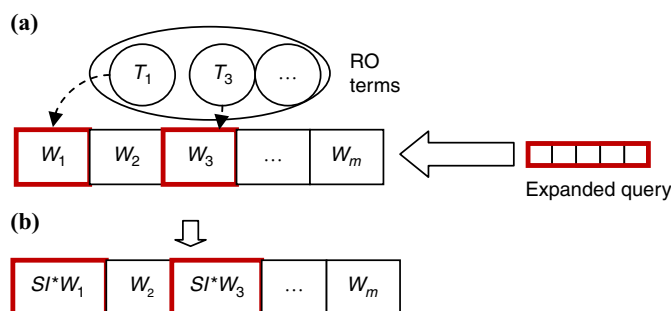 (a)
T1 T3 ... RO terms
W1 W2 W3 ... Wm
Expanded query
(b)
SI*W1 W2 SI*W3 ... Wm